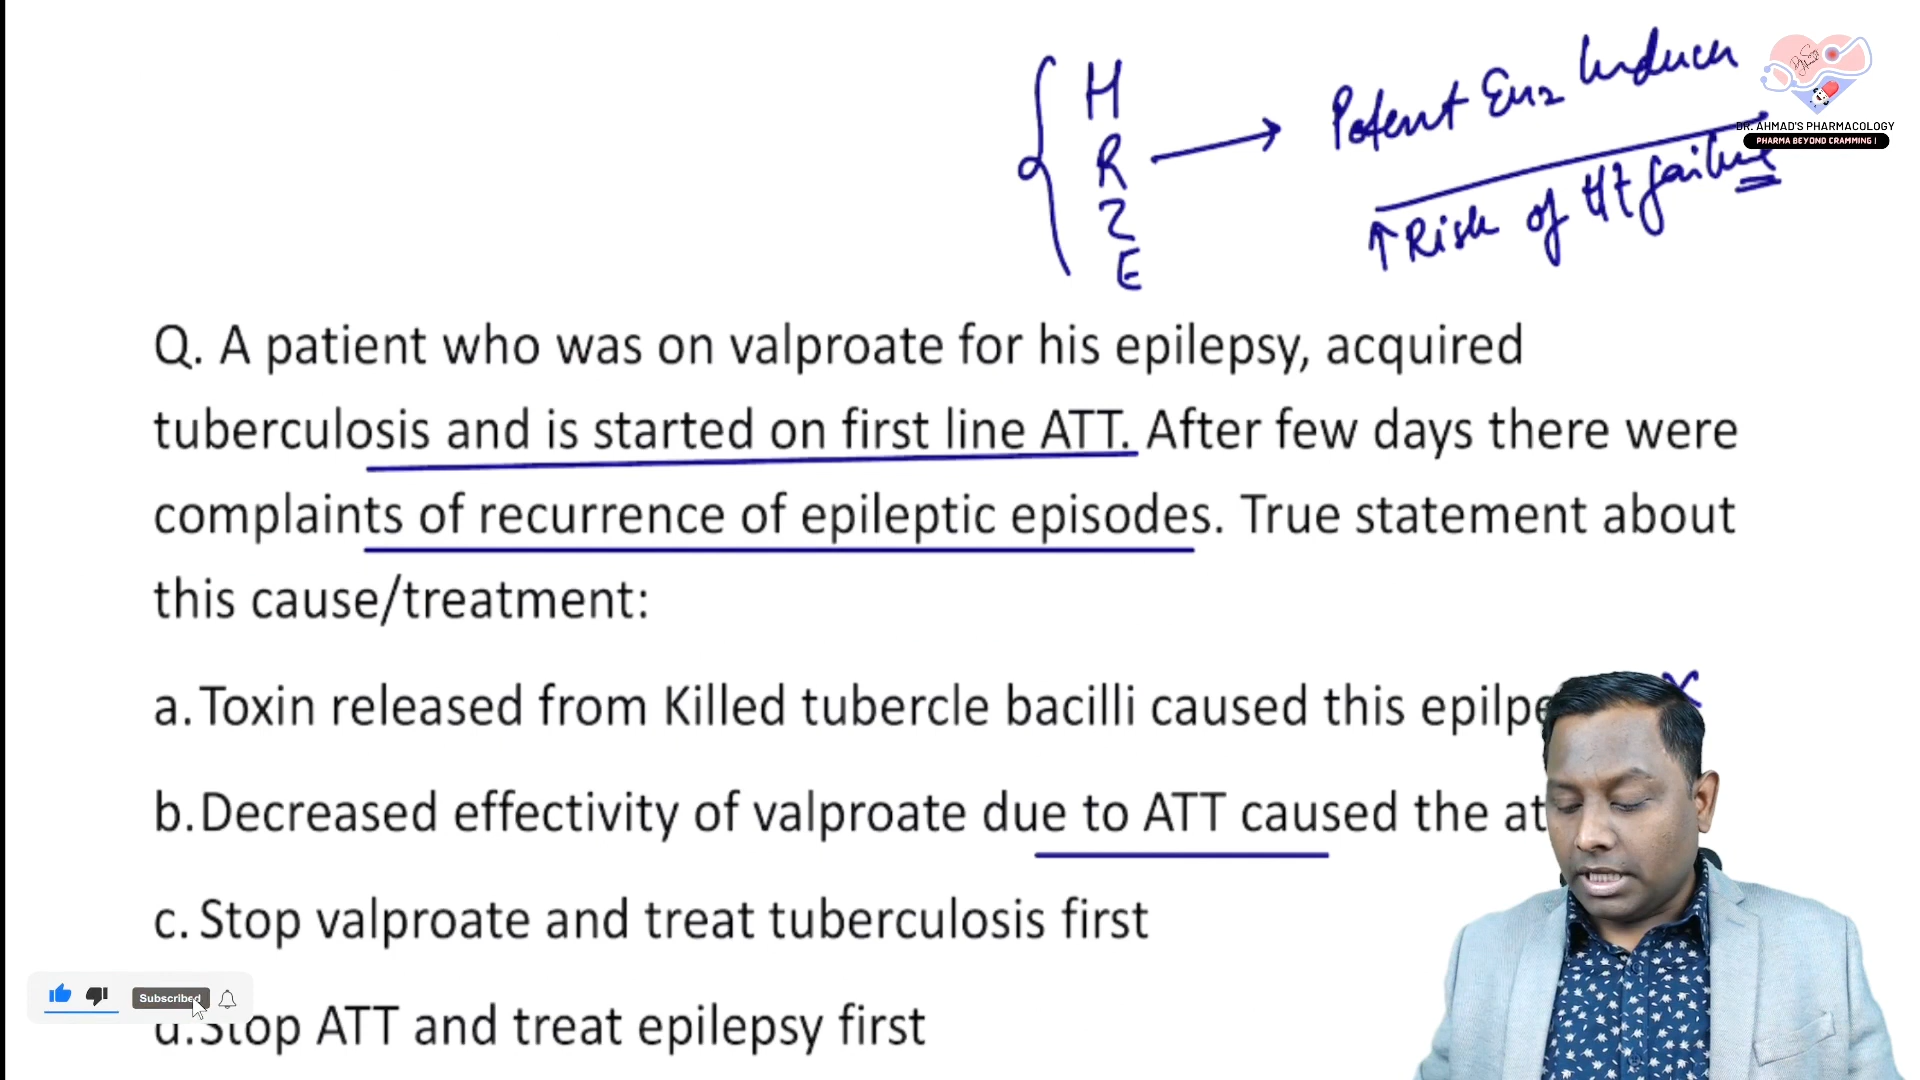 H
R → Potent Enz Inducer
Z
E
↑ Risk of tt failure
DR. AHMAD'S PHARMACOLOGY
PHARMA BEYOND CRAMMING !
Q. A patient who was on valproate for his epilepsy, acquired
tuberculosis and is started on first line ATT. After few days there were
complaints of recurrence of epileptic episodes. True statement about
this cause/treatment:
a. Toxin released from Killed tubercle bacilli caused this
b. Decreased effectivity of valproate due to ATT caused the
c. Stop valproate and treat tuberculosis first
Subscribed
d. Stop ATT and treat epilepsy first